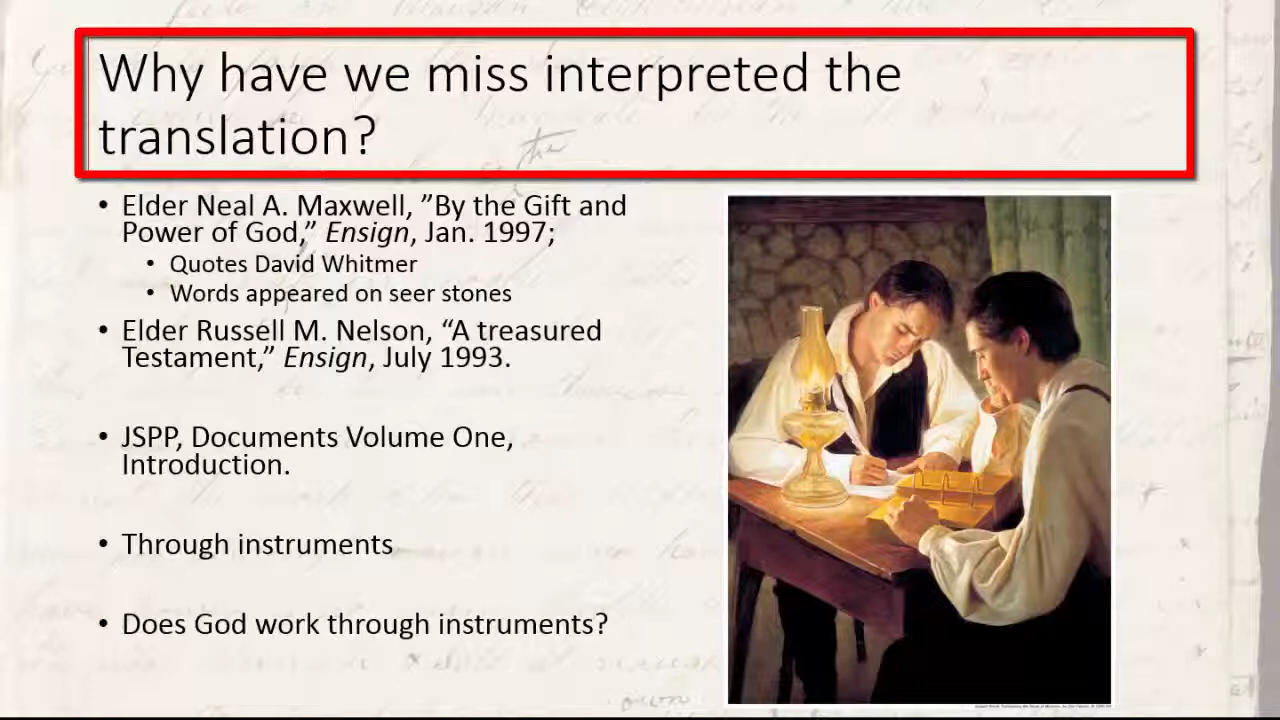 Why have we miss interpreted the
translation?
• Elder Neal A. Maxwell, ”By the Gift and
Power of God,” Ensign, Jan. 1997;
• Quotes David Whitmer
• Words appeared on seer stones
• Elder Russell M. Nelson, “A treasured
Testament,” Ensign, July 1993.
• JSPP, Documents Volume One,
Introduction.
• Through instruments
• Does God work through instruments?